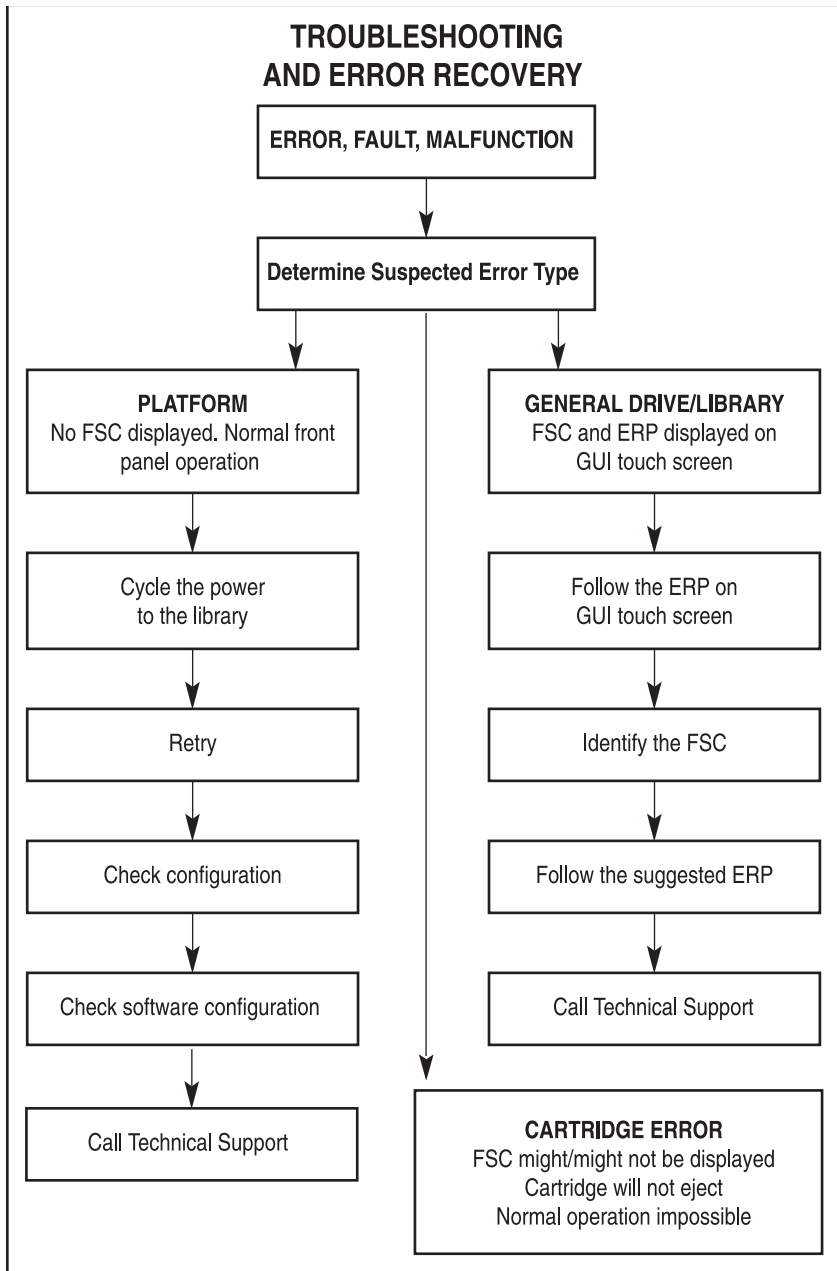 TROUBLESHOOTING
AND ERROR RECOVERY
ERROR, FAULT, MALFUNCTION
Determine Suspected Error Type
PLATFORM
No FSC displayed. Normal front
panel operation
Cycle the power
to the library
Retry
Check configuration
Check software configuration
Call Technical Support
GENERAL DRIVE/LIBRARY
FSC and ERP displayed on
GUI touch screen
Follow the ERP on
GUI touch screen
Identify the FSC
Follow the suggested ERP
Call Technical Support
CARTRIDGE ERROR
FSC might/might not be displayed
Cartridge will not eject
Normal operation impossible